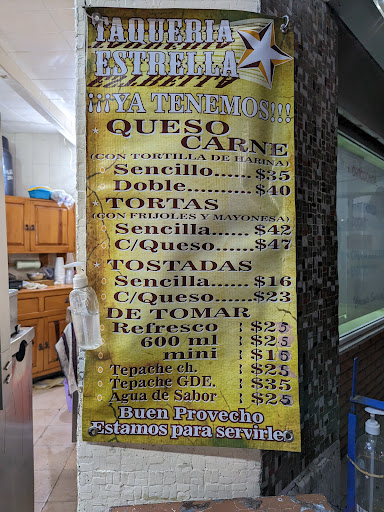 TAQUERIA
ESTRELLA
¡¡¡YA TENEMOS!!!
QUESO
CARNE
(CON TORTILLA DE HARINA)
Sencillo.....$35
Doble.........$40
TORTAS
(CON FRIJOLES Y MAYONESA)
Sencilla......$42
C/Queso.....$47
TOSTADAS
Sencilla.......$16
C/Queso......$23
DE TOMAR
Refresco $25
600 ml $25
mini $15
Tepache ch. $25
Tepache GDE. $35
Agua de Sabor $25
Buen Provecho
Estamos para servirle